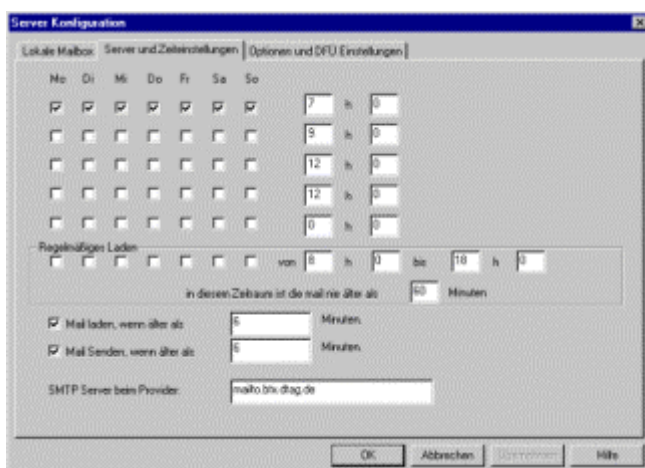 Server Konfiguration
Lokale Mailbox Server und Zeiteinstellungen Optionen und DFÜ Einstellungen
Mo Di Mi Do Fr Sa So
7 h 0
9 h 0
12 h 0
12 h 0
0 h 0
Regelmäßiges Laden
von 8 h 0 bis 18 h 0
in diesem Zeitraum ist die mail nie älter als 60 Minuten
Mail laden, wenn älter als 6 Minuten
Mail Senden, wenn älter als 6 Minuten
SMTP Server beim Provider: mailto.btx.dtag.de
OK Abbrechen Übernehmen Hilfe